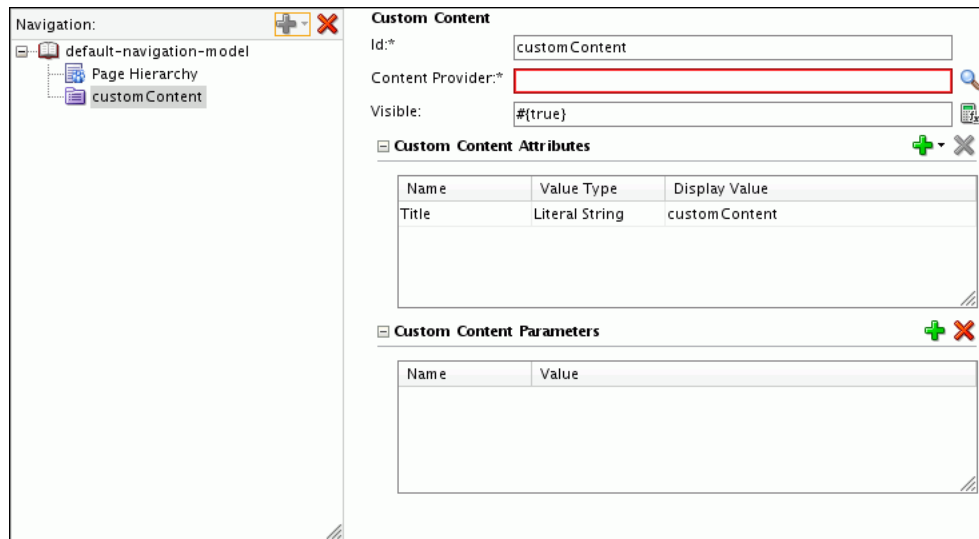 Navigation:
default-navigation-model
Page Hierarchy
customContent
Custom Content
Id:* customContent
Content Provider:*
Visible: #{true}
Custom Content Attributes
Name Value Type Display Value
Title Literal String customContent
Custom Content Parameters
Name Value